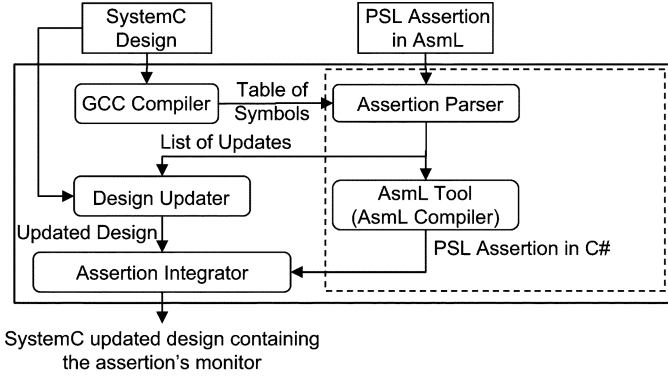 SystemC
Design
PSL Assertion
in AsmL
GCC Compiler
Table of
Symbols
Assertion Parser
List of Updates
Design Updater
AsmL Tool
(AsmL Compiler)
Updated Design
PSL Assertion in C#
Assertion Integrator
SystemC updated design containing
the assertion's monitor